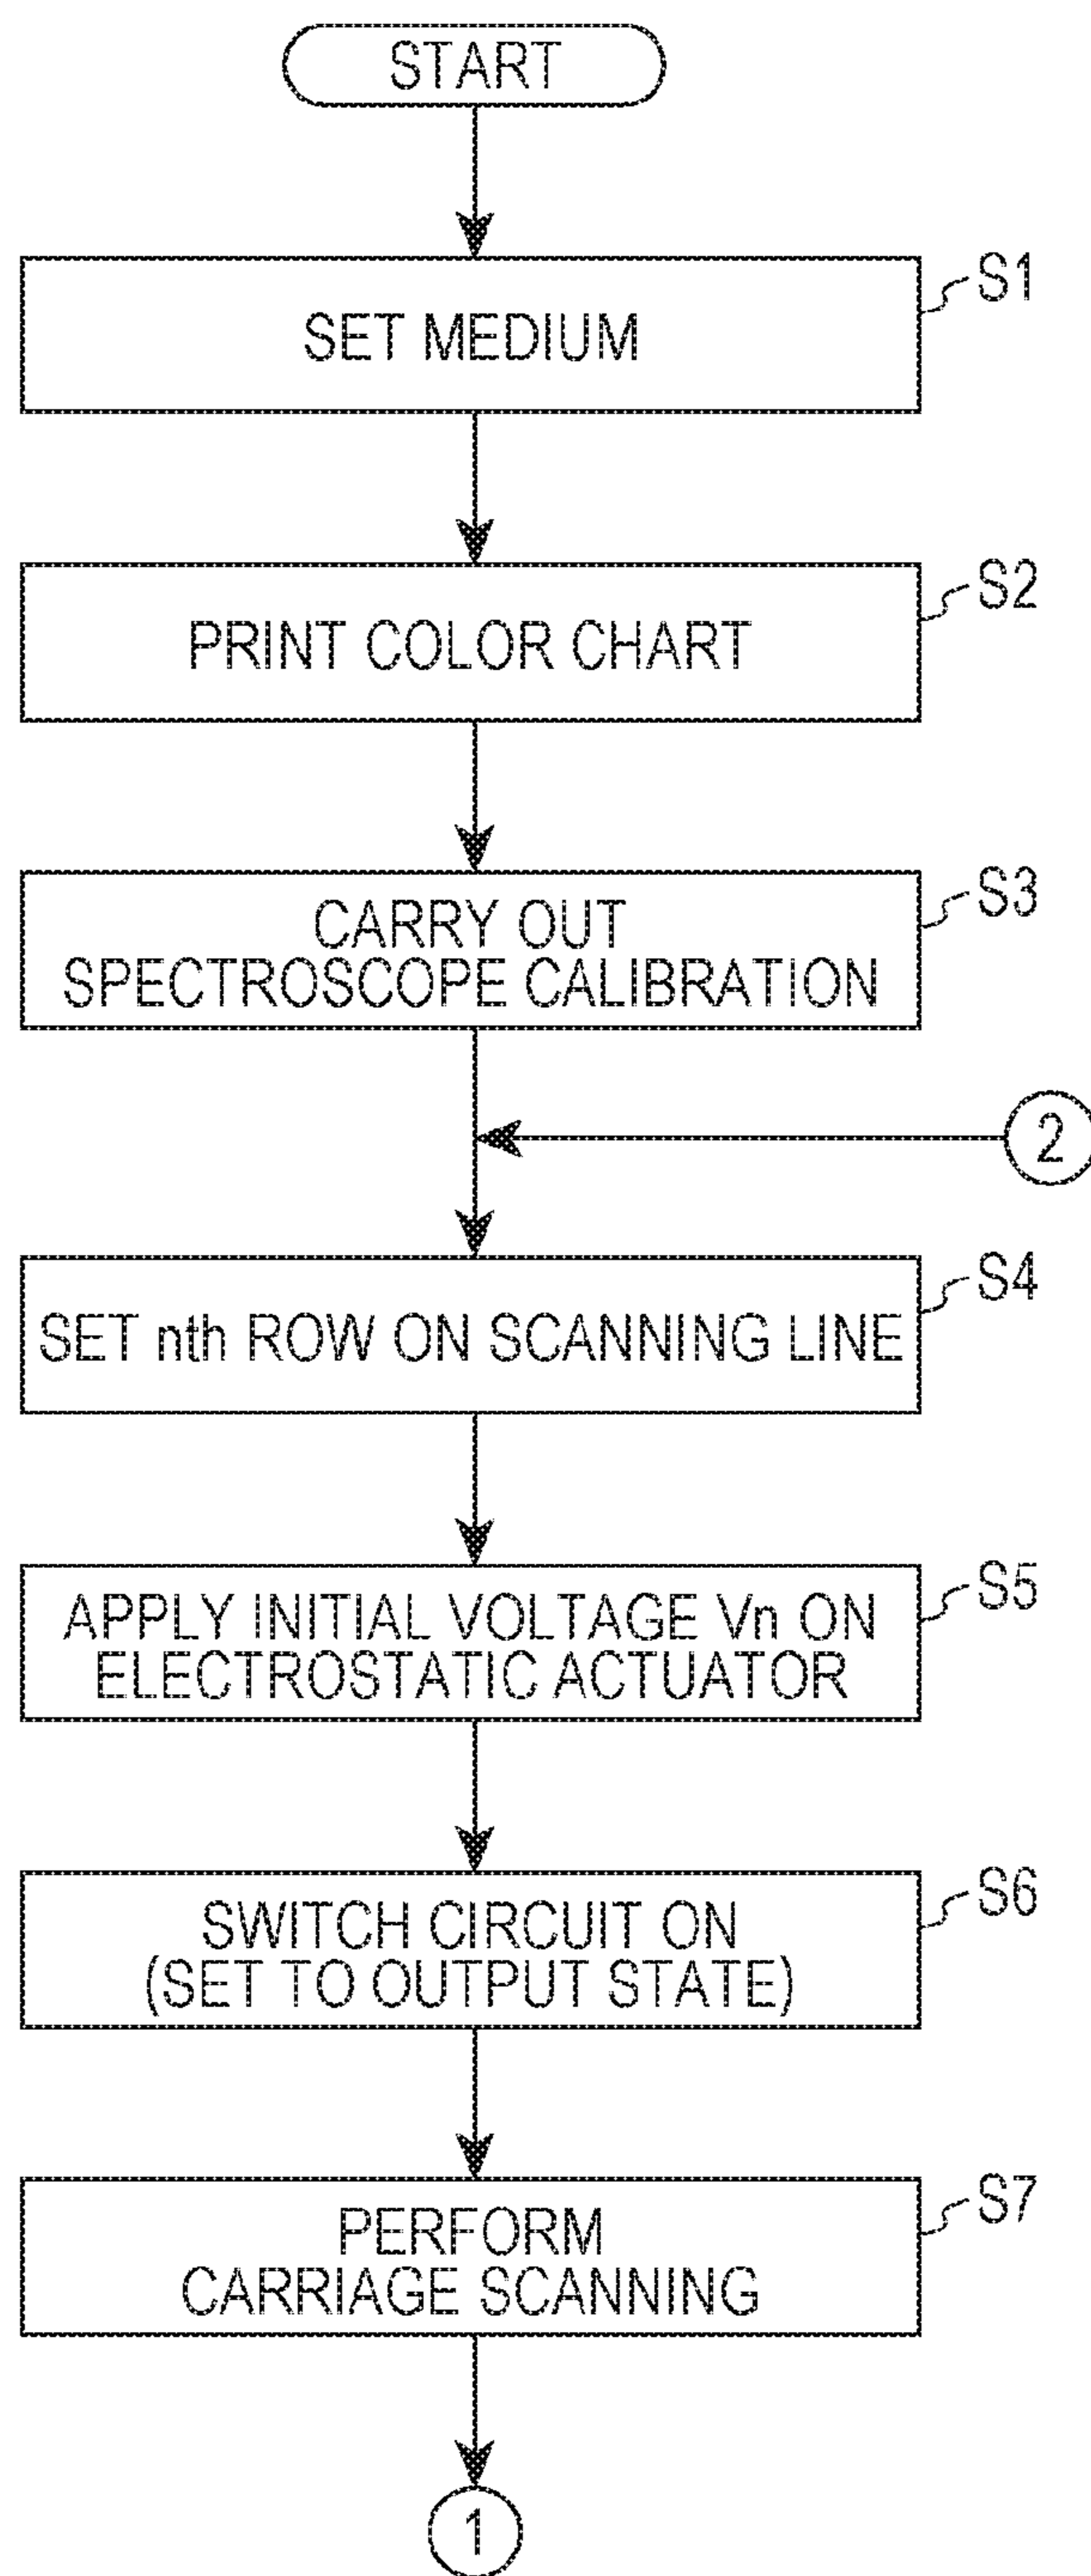 START
SET MEDIUM
S1
PRINT COLOR CHART
S2
CARRY OUT
SPECTROSCOPE CALIBRATION
S3
2
SET nth ROW ON SCANNING LINE
S4
APPLY INITIAL VOLTAGE Vn ON
ELECTROSTATIC ACTUATOR
S5
SWITCH CIRCUIT ON
(SET TO OUTPUT STATE)
S6
PERFORM
CARRIAGE SCANNING
S7
1